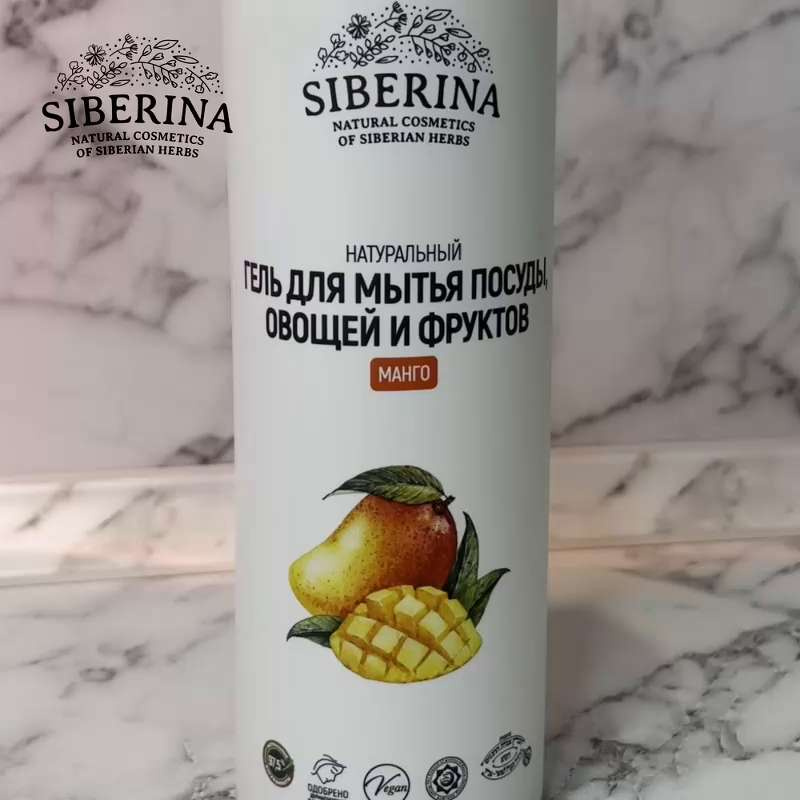 SIBERINA
NATURAL COSMETICS
OF SIBERIAN HERBS
SIBERINA
NATURAL COSMETICS
OF SIBERIAN HERBS
НАТУРАЛЬНЫЙ
ГЕЛЬ ДЛЯ МЫТЬЯ ПОСУДЫ,
ОВОЩЕЙ И ФРУКТОВ
МАНГО
ОДОБРЕНО
Vegan